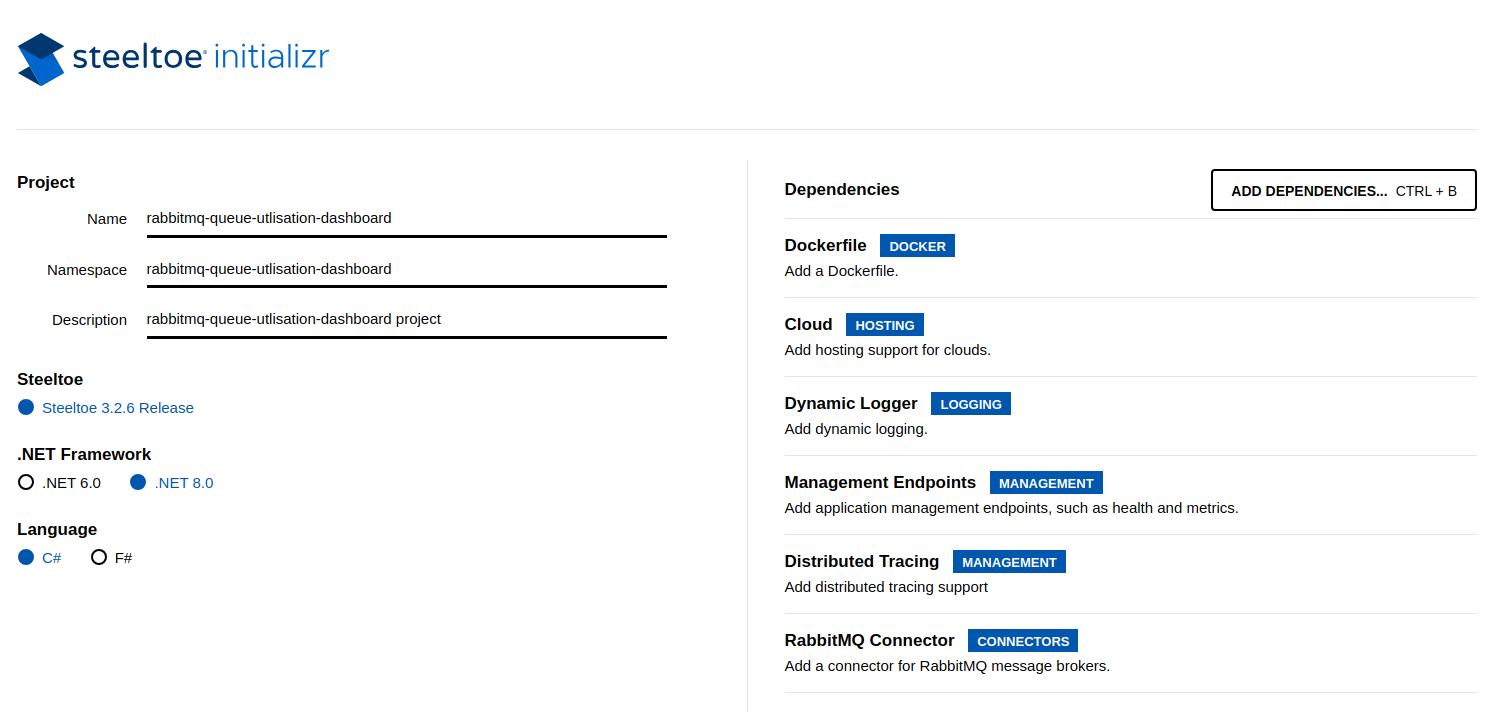 steeltoe® initializr
Project
Name rabbitmq-queue-utlisation-dashboard
Namespace rabbitmq-queue-utlisation-dashboard
Description rabbitmq-queue-utlisation-dashboard project
Steeltoe
Steeltoe 3.2.6 Release
.NET Framework
.NET 6.0 .NET 8.0
Language
C# F#
Dependencies ADD DEPENDENCIES... CTRL + B
Dockerfile DOCKER
Add a Dockerfile.
Cloud HOSTING
Add hosting support for clouds.
Dynamic Logger LOGGING
Add dynamic logging.
Management Endpoints MANAGEMENT
Add application management endpoints, such as health and metrics.
Distributed Tracing MANAGEMENT
Add distributed tracing support
RabbitMQ Connector CONNECTORS
Add a connector for RabbitMQ message brokers.